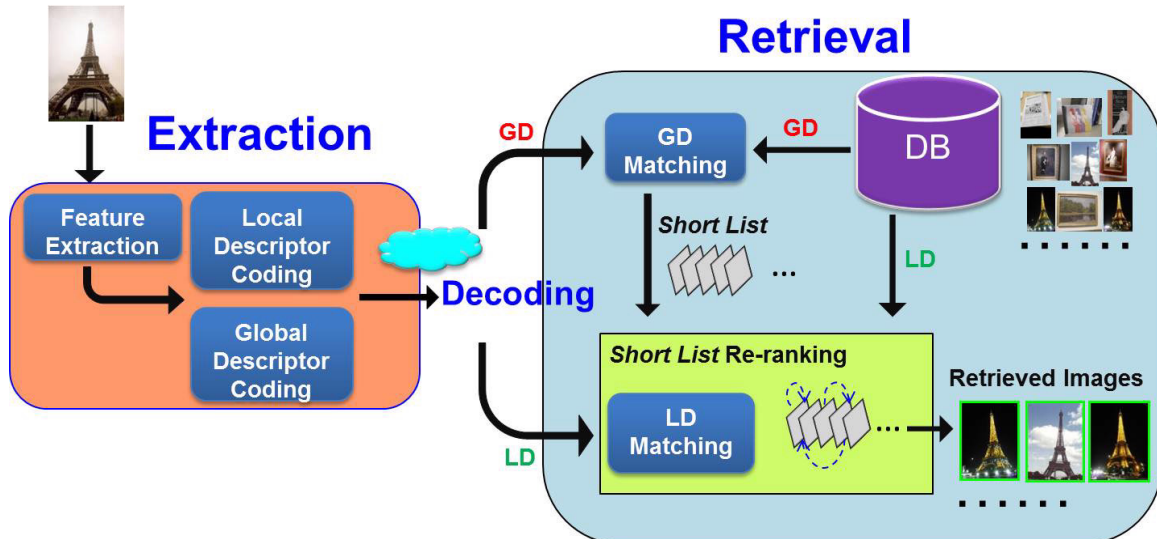 Retrieval
Extraction
Feature
Extraction
Local
Descriptor
Coding
Global
Descriptor
Coding
Decoding
GD
LD
GD
Matching
GD
DB
Short List
...
LD
Short List Re-ranking
LD
Matching
...
Retrieved Images
. . . . . .
. . . . . .